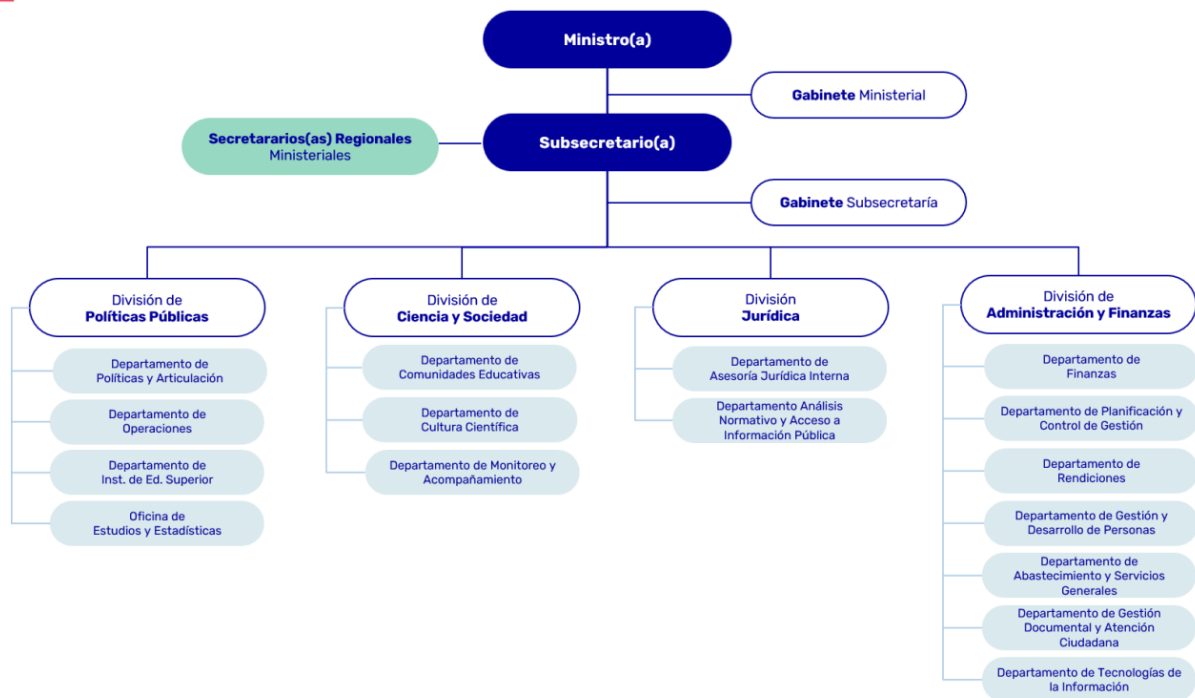 Ministro(a)
Gabinete Ministerial
Secretararios(as) Regionales
Ministeriales
Subsecretario(a)
Gabinete Subsecretaría
División de
Políticas Públicas
Departamento de
Políticas y Articulación
Departamento de
Operaciones
Departamento de
Inst. de Ed. Superior
Oficina de
Estudios y Estadísticas
División de
Ciencia y Sociedad
Departamento de
Comunidades Educativas
Departamento de
Cultura Científica
Departamento de Monitoreo y
Acompañamiento
División
Jurídica
Departamento de
Asesoría Jurídica Interna
Departamento Análisis
Normativo y Acceso a
Información Pública
División de
Administración y Finanzas
Departamento de
Finanzas
Departamento de Planificación y
Control de Gestión
Departamento de
Rendiciones
Departamento de Gestión y
Desarrollo de Personas
Departamento de
Abastecimiento y Servicios
Generales
Departamento de Gestión
Documental y Atención
Ciudadana
Departamento de Tecnologías de
la Información